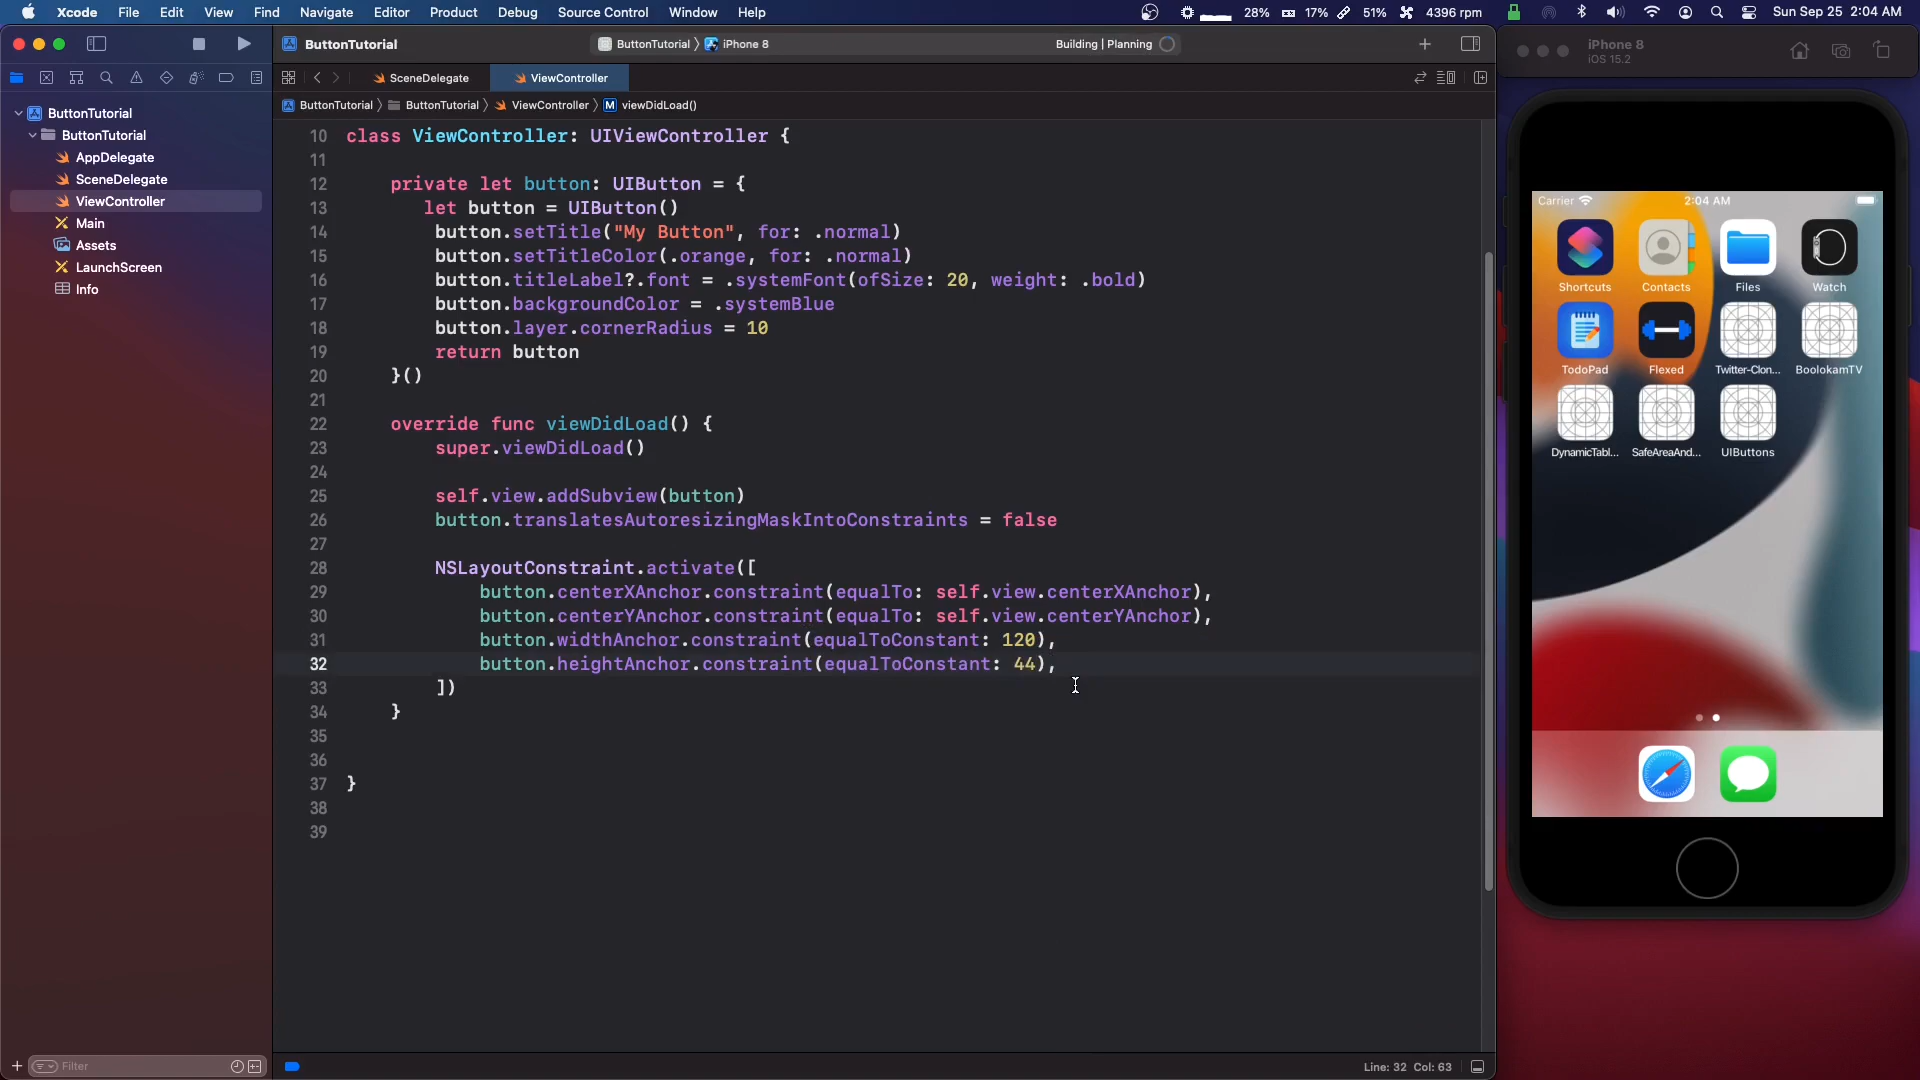 Xcode File Edit View Find Navigate Editor Product Debug Source Control Window Help 28% 17% 51% 4396 rpm Sun Sep 25 2:04 AM
ButtonTutorial
ButtonTutorial
AppDelegate
SceneDelegate
ViewController
Main
Assets
LaunchScreen
Info
Filter
ButtonTutorial ButtonTutorial iPhone 8 Building | Planning
SceneDelegate ViewController
ButtonTutorial ButtonTutorial ViewController M viewDidLoad()
10 class ViewController: UIViewController {
11
12 private let button: UIButton = {
13 let button = UIButton()
14 button.setTitle("My Button", for: .normal)
15 button.setTitleColor(.orange, for: .normal)
16 button.titleLabel?.font = .systemFont(ofSize: 20, weight: .bold)
17 button.backgroundColor = .systemBlue
18 button.layer.cornerRadius = 10
19 return button
20 }()
21
22 override func viewDidLoad() {
23 super.viewDidLoad()
24
25 self.view.addSubview(button)
26 button.translatesAutoresizingMaskIntoConstraints = false
27
28 NSLayoutConstraint.activate([
29 button.centerXAnchor.constraint(equalTo: self.view.centerXAnchor),
30 button.centerYAnchor.constraint(equalTo: self.view.centerYAnchor),
31 button.widthAnchor.constraint(equalToConstant: 120),
32 button.heightAnchor.constraint(equalToConstant: 44),
33 ])
34 }
35
36
37 }
38
39
Line: 32 Col: 63
iPhone 8
iOS 15.2
Carrier 2:04 AM
Shortcuts Contacts Files Watch
TodoPad Flexed Twitter-Clon... BoolokamTV
DynamicTabl... SafeAreaAnd... UIButtons